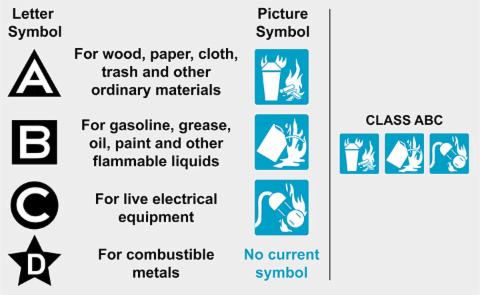 Letter
Symbol
Picture
Symbol
A
For wood, paper, cloth,
trash and other
ordinary materials
B
For gasoline, grease,
oil, paint and other
flammable liquids
C
For live electrical
equipment
D
For combustible
metals
No current
symbol
CLASS ABC